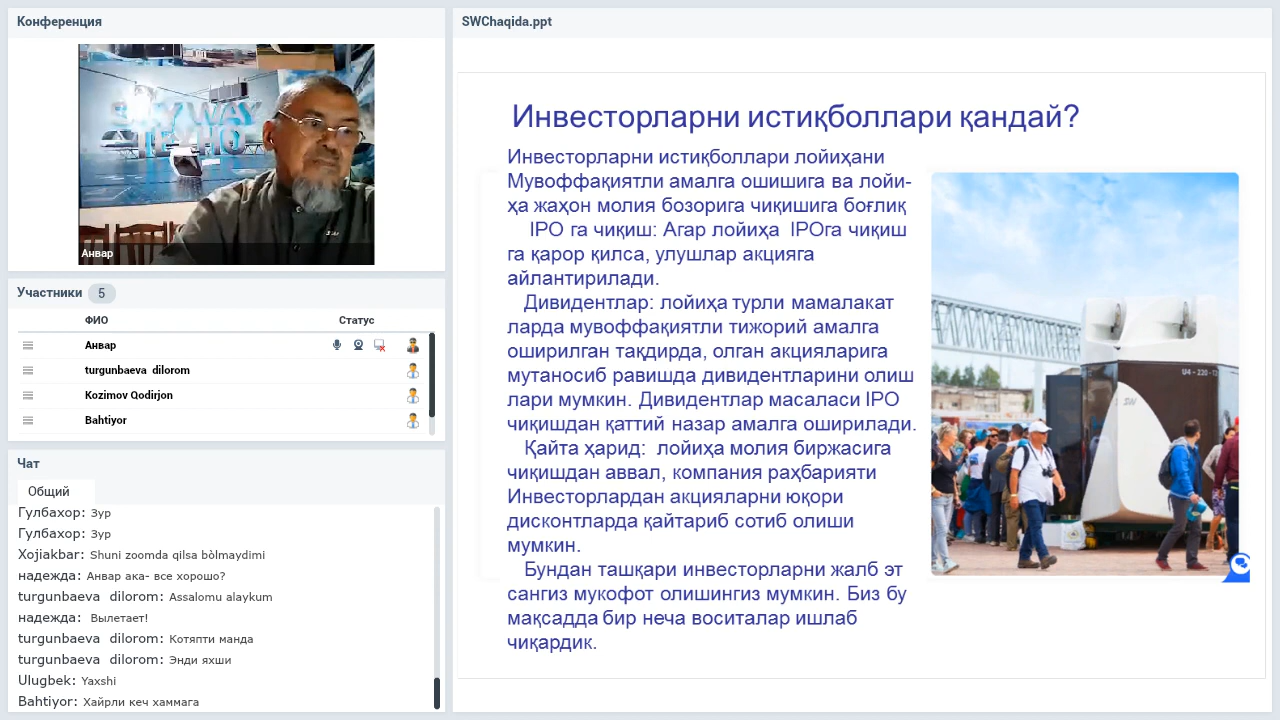 Конференция
SKYWAY
ТЕХНО
Анвар
Участники 5
ФИО Статус
Анвар
turgunbaeva dilorom
Kozimov Qodirjon
Bahtiyor
Чат
Общий
Гулбахор: Зур
Гулбахор: Зур
Xojiakbar: Shuni zoomda qilsa bòlmaydimi
надежда: Анвар ака- все хорошо?
turgunbaeva dilorom: Assalomu alaykum
надежда: Вылетает!
turgunbaeva dilorom: Котяпти манда
turgunbaeva dilorom: Энди яхши
Ulugbek: Yaxshi
Bahtiyor: Хайрли кеч хаммага
SWChaqida.ppt
Инвесторларни истиқболлари қандай?
Инвесторларни истиқболлари лойиҳани
Мувоффақиятли амалга ошишига ва лойи-
ҳа жаҳон молия бозорига чиқишига боғлиқ
IPO га чиқиш: Агар лойиҳа IPOга чиқиш
га қарор қилса, улушлар акцияга
айлантирилади.
Дивидентлар: лойиҳа турли мамалакат
ларда мувоффақиятли тижорий амалга
оширилган тақдирда, олган акцияларига
мутаносиб равишда дивидентларини олиш
лари мумкин. Дивидентлар масаласи IPO
чиқишдан қаттий назар амалга оширилади.
Қайта ҳарид: лойиҳа молия биржасига
чиқишдан аввал, компания раҳбарияти
Инвесторлардан акцияларни юқори
дисконтларда қайтариб сотиб олиши
мумкин.
Бундан ташқари инвесторларни жалб эт
сангиз мукофот олишингиз мумкин. Биз бу
мақсадда бир неча воситалар ишлаб
чиқардик.
SW